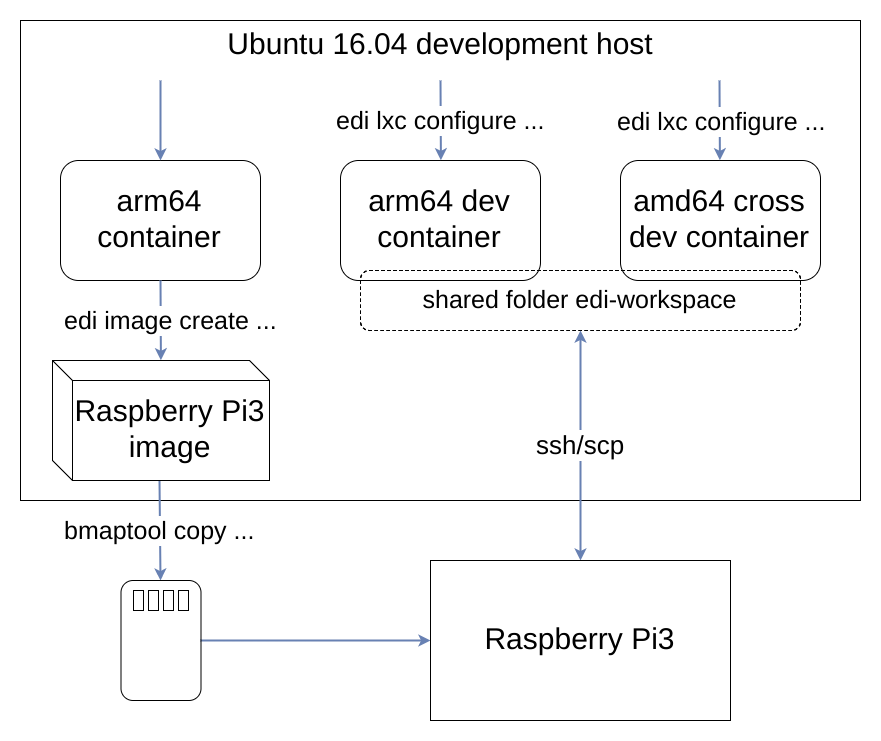 Ubuntu 16.04 development host
edi lxc configure ...
edi lxc configure ...
arm64
container
arm64 dev
container
amd64 cross
dev container
shared folder edi-workspace
edi image create ...
Raspberry Pi3
image
ssh/scp
bmaptool copy ...
Raspberry Pi3